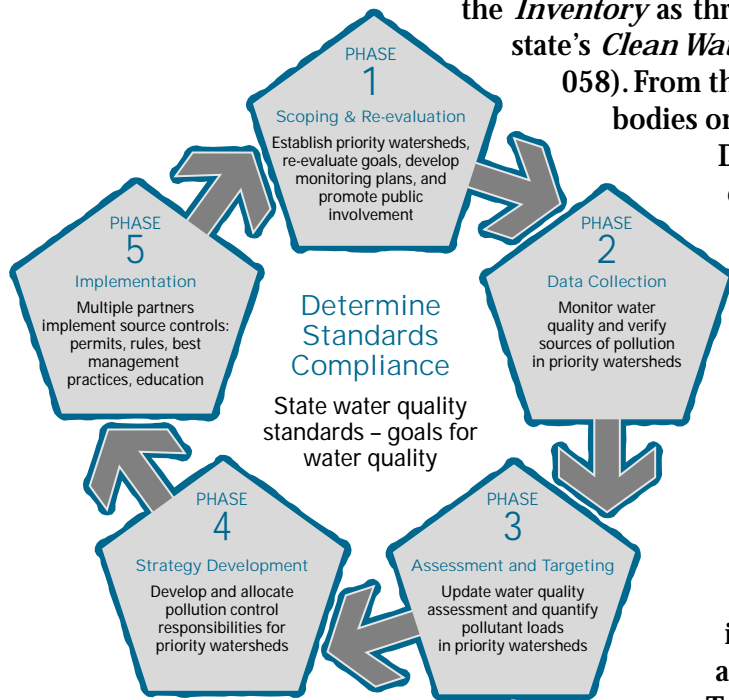 the Inventory as thr
state's Clean Wat
058). From th
bodies or
PHASE
1
Scoping & Re-evaluation
Establish priority watersheds,
re-evaluate goals, develop
monitoring plans, and
promote public
involvement
PHASE
2
Data Collection
Monitor water
quality and verify
sources of pollution
in priority watersheds
PHASE
3
Assessment and Targeting
Update water quality
assessment and quantify
pollutant loads
in priority watersheds
PHASE
4
Strategy Development
Develop and allocate
pollution control
responsibilities for
priority watersheds
PHASE
5
Implementation
Multiple partners
implement source controls:
permits, rules, best
management
practices, education
Determine
Standards
Compliance
State water quality
standards – goals for
water quality